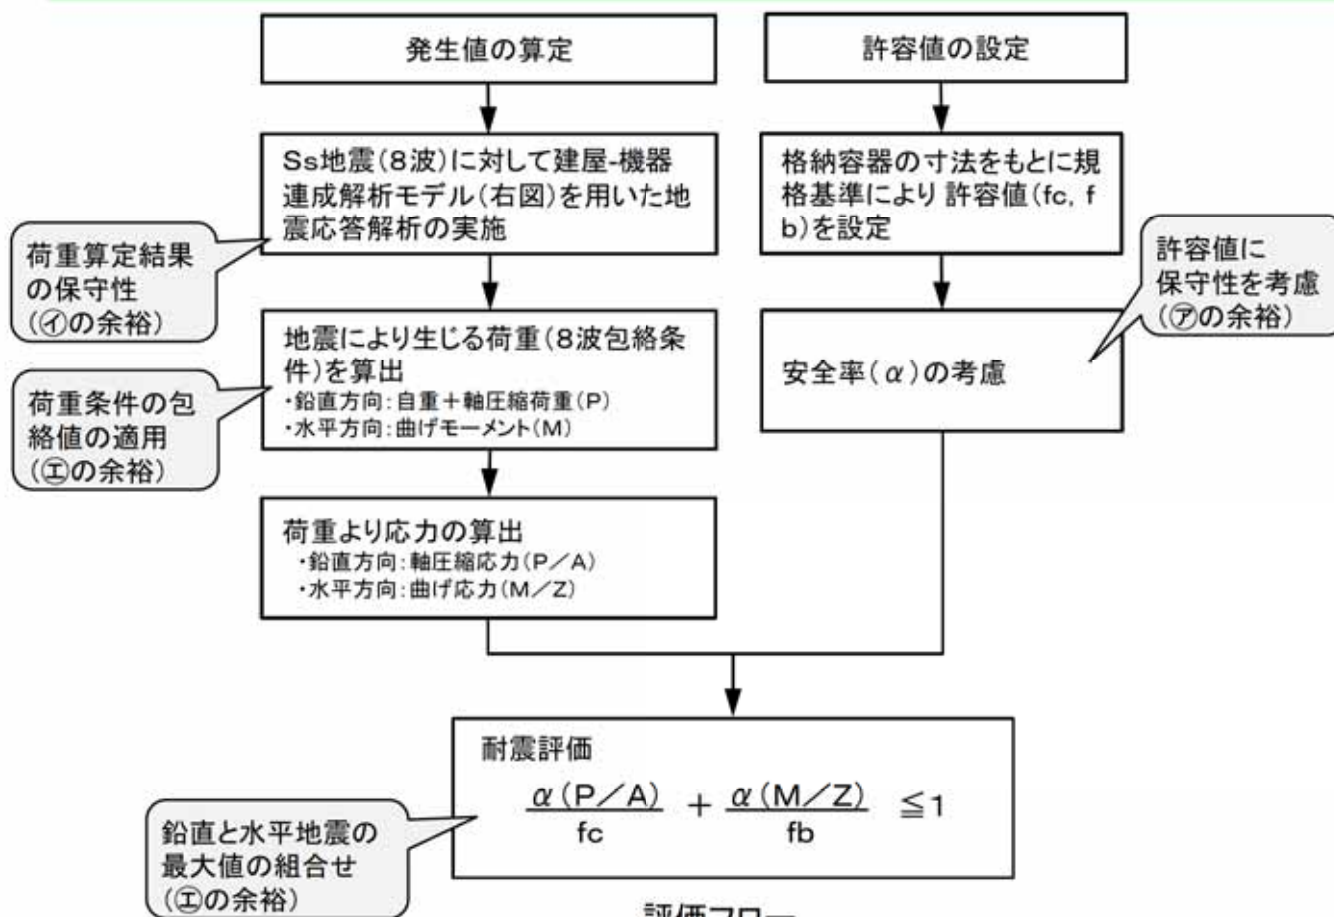 発生値の算定
許容値の設定
Ss地震(8波)に対して建屋-機器
連成解析モデル(右図)を用いた地
震応答解析の実施
格納容器の寸法をもとに規
格基準により 許容値(fc, f
b)を設定
荷重算定結果
の保守性
(㋑の余裕)
許容値に
保守性を考慮
(㋐の余裕)
地震により生じる荷重(8波包絡条
件)を算出
・鉛直方向:自重+軸圧縮荷重(P)
・水平方向:曲げモーメント(M)
安全率(α)の考慮
荷重条件の包
絡値の適用
(㋓の余裕)
荷重より応力の算出
・鉛直方向:軸圧縮応力(P/A)
・水平方向:曲げ応力(M/Z)
耐震評価
α(P/A)/fc + α(M/Z)/fb ≦1
鉛直と水平地震の
最大値の組合せ
(㋓の余裕)
評価フロー